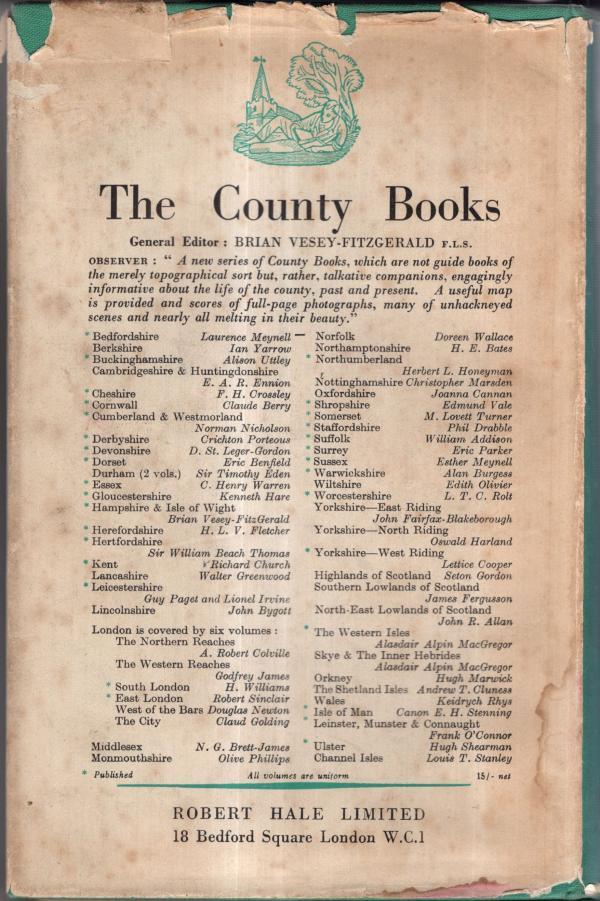 The County Books
General Editor : BRIAN VESEY-FITZGERALD F.L.S.
OBSERVER : " A new series of County Books, which are not guide books of
the merely topographical sort but, rather, talkative companions, engagingly
informative about the life of the county, past and present. A useful map
is provided and scores of full-page photographs, many of unhackneyed
scenes and nearly all melting in their beauty."
* Bedfordshire Laurence Meynell
Berkshire Ian Yarrow
* Buckinghamshire Alison Uttley
Cambridgeshire & Huntingdonshire
E. A. R. Ennion
* Cheshire F. H. Crossley
* Cornwall Claude Berry
* Cumberland & Westmorland
Norman Nicholson
* Derbyshire Crichton Porteous
* Devonshire D. St. Leger-Gordon
* Dorset Eric Benfield
Durham (2 vols.) Sir Timothy Eden
* Essex C. Henry Warren
* Gloucestershire Kenneth Hare
* Hampshire & Isle of Wight
Brian Vesey-FitzGerald
* Herefordshire H. L. V. Fletcher
* Hertfordshire
Sir William Beach Thomas
* Kent Richard Church
Lancashire Walter Greenwood
* Leicestershire
Guy Paget and Lionel Irvine
Lincolnshire John Bygott
London is covered by six volumes :
The Northern Reaches
A. Robert Colville
The Western Reaches
Godfrey James
* South London H. Williams
* East London Robert Sinclair
West of the Bars Douglas Newton
The City Claud Golding
Middlesex N. G. Brett-James
Monmouthshire Olive Phillips
Norfolk Doreen Wallace
Northamptonshire H. E. Bates
* Northumberland
Herbert L. Honeyman
Nottinghamshire Christopher Marsden
Oxfordshire Joanna Cannan
* Shropshire Edmund Vale
* Somerset M. Lovett Turner
* Staffordshire Phil Drabble
* Suffolk William Addison
* Surrey Eric Parker
* Sussex Esther Meynell
* Warwickshire Alan Burgess
Wiltshire Edith Olivier
* Worcestershire L. T. C. Rolt
Yorkshire—East Riding
John Fairfax-Blakeborough
Yorkshire—North Riding
Oswald Harland
* Yorkshire—West Riding
Lettice Cooper
Highlands of Scotland Seton Gordon
Southern Lowlands of Scotland
James Fergusson
North-East Lowlands of Scotland
John R. Allan
* The Western Isles
Alasdair Alpin MacGregor
Skye & The Inner Hebrides
Alasdair Alpin MacGregor
Orkney Hugh Marwick
The Shetland Isles Andrew T. Cluness
* Wales Keidrych Rhys
* Isle of Man Canon E. H. Stenning
* Leinster, Munster & Connaught
Frank O'Connor
* Ulster Hugh Shearman
Channel Isles Louis T. Stanley
* Published All volumes are uniform 15/- net
ROBERT HALE LIMITED
18 Bedford Square London W.C.1